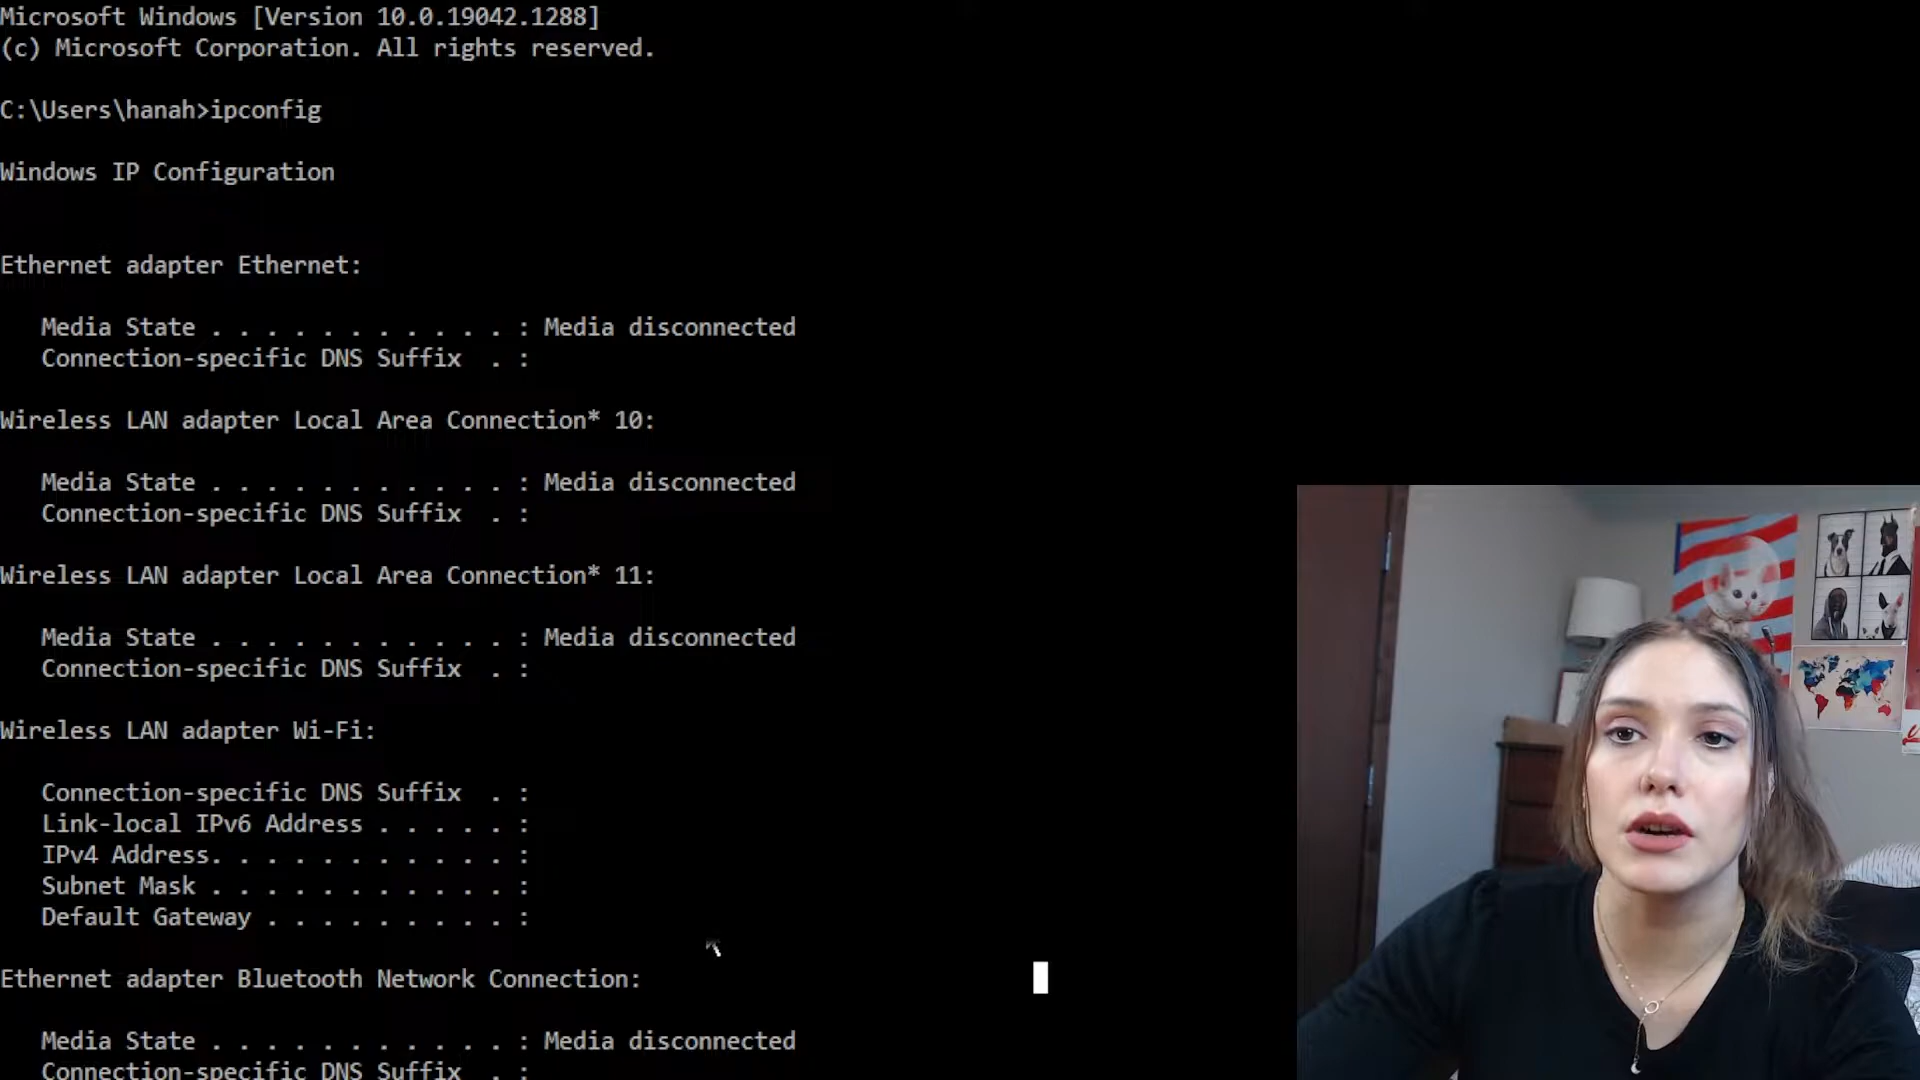 Microsoft Windows [Version 10.0.19042.1288]
(c) Microsoft Corporation. All rights reserved.
C:\Users\hanah>ipconfig
Windows IP Configuration
Ethernet adapter Ethernet:
Media State . . . . . . . . . . . : Media disconnected
Connection-specific DNS Suffix  . :
Wireless LAN adapter Local Area Connection* 10:
Media State . . . . . . . . . . . : Media disconnected
Connection-specific DNS Suffix  . :
Wireless LAN adapter Local Area Connection* 11:
Media State . . . . . . . . . . . : Media disconnected
Connection-specific DNS Suffix  . :
Wireless LAN adapter Wi-Fi:
Connection-specific DNS Suffix  . :
Link-local IPv6 Address . . . . . :
IPv4 Address. . . . . . . . . . . :
Subnet Mask . . . . . . . . . . . :
Default Gateway . . . . . . . . . :
Ethernet adapter Bluetooth Network Connection:
Media State . . . . . . . . . . . : Media disconnected
Connection-specific DNS Suffix  . :